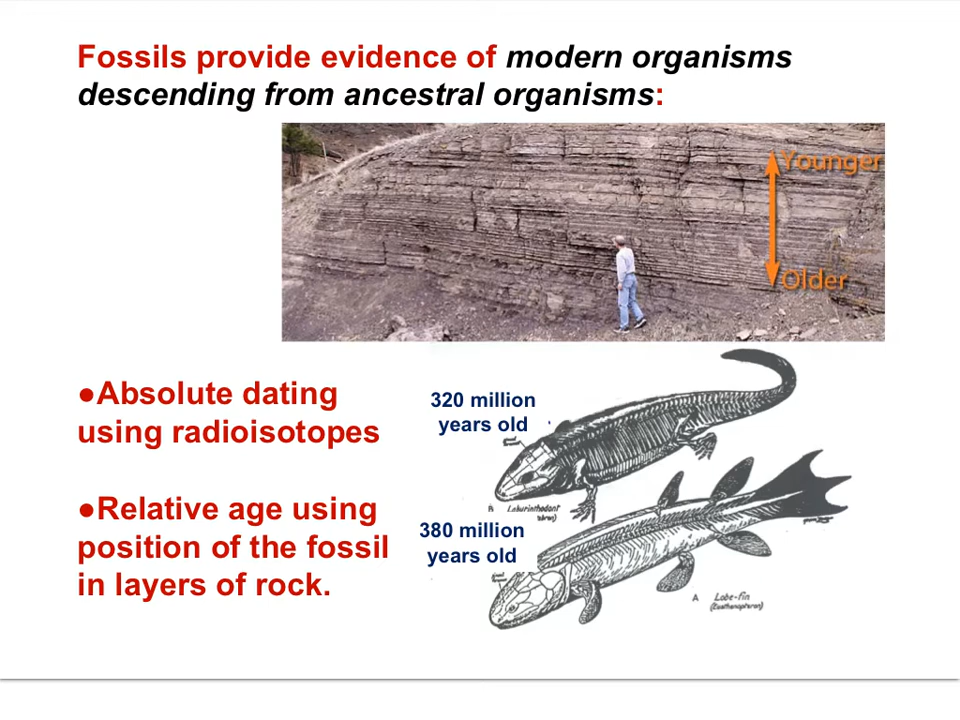 Fossils provide evidence of modern organisms
descending from ancestral organisms:
Younger
Older
●Absolute dating
using radioisotopes
●Relative age using
position of the fossil
in layers of rock.
320 million
years old
B Labyrinthodont
380 million
years old
A Lobe-fin
(Eusthenopteron)